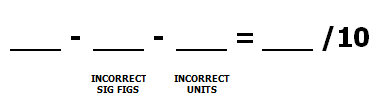 ___ - ___ - ___ = ___ /10
INCORRECT INCORRECT
SIG FIGS UNITS